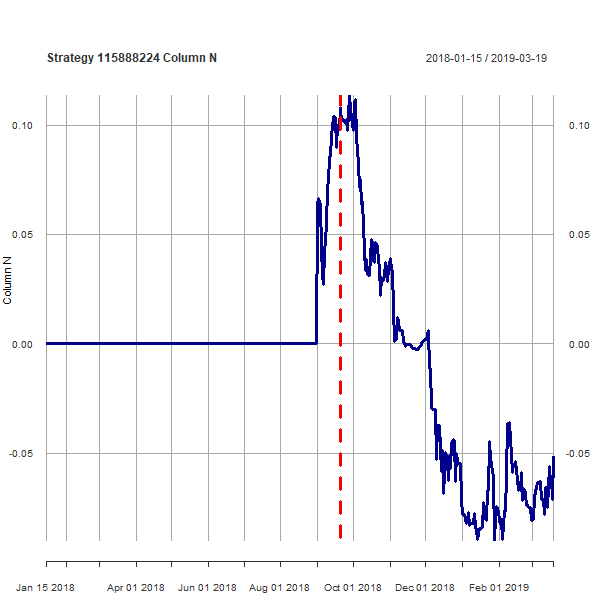 Strategy 115888224 Column N
2018-01-15 / 2019-03-19
0.10
0.10
0.05
0.05
0.00
0.00
-0.05
-0.05
Column N
Jan 15 2018
Apr 01 2018
Jun 01 2018
Aug 01 2018
Oct 01 2018
Dec 01 2018
Feb 01 2019